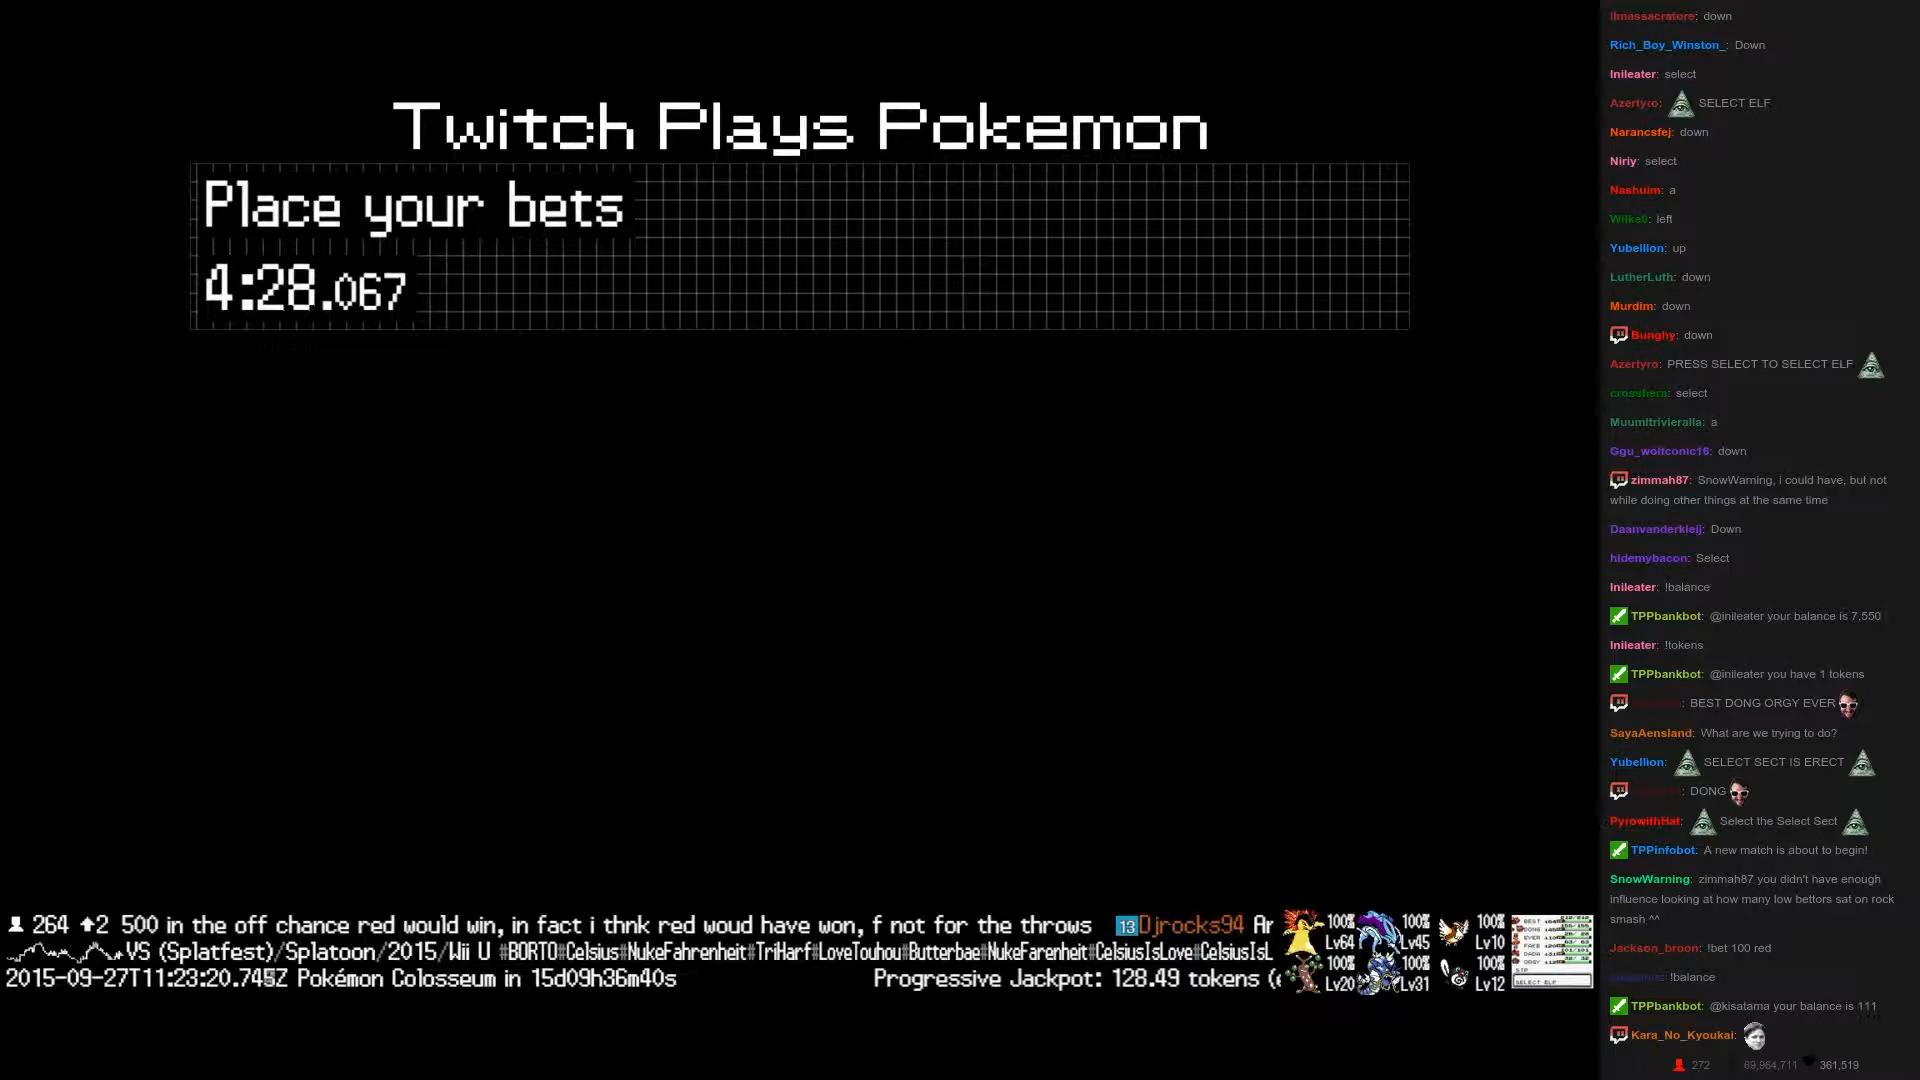 Twitch Plays Pokemon
Place your bets
4:28.067
264 2 500 in the off chance red would win, in fact i thnk red woud have won, f not for the throws 13 Djrocks94 Ar
VS (Splatfest)/Splatoon/2015/Wii U #BORTO#Celsius#NukeFahrenheit#TriHarf#LoveTouhou#Butterbae#NukeFarenheit#CelsiusIsLove#CelsiusIsL
Pokémon Colosseum in 15d09h36m40s
Progressive Jackpot: 128.49 tokens (
100% 100% 100%
Lv64 Lv45 Lv10
100% 100% 100%
Lv20 Lv31 Lv12
SELECT ELF
Ilmassacratore: down
Rich_Boy_Winston_: Down
Inileater: select
Azertyro: SELECT ELF
Narancsfej: down
Niriy: select
Nashuim: a
Wilke0: left
Yubellion: up
LutherLuth: down
Murdim: down
Bunghy: down
Azertyro: PRESS SELECT TO SELECT ELF
select
Muumitrivieralla: a
Ggu_wolfconic16: down
zimmah87: SnowWarning, i could have, but not
while doing other things at the same time
Daanvanderkleij: Down
hidemybacon: Select
Inileater: !balance
TPPbankbot: @inileater your balance is 7,550
Inileater: !tokens
TPPbankbot: @inileater you have 1 tokens
: BEST DONG ORGY EVER
SayaAensland: What are we trying to do?
Yubellion: SELECT SECT IS ERECT
: DONG
PyrowithHat: Select the Select Sect
TPPinfobot: A new match is about to begin!
SnowWarning: zimmah87 you didn't have enough
influence looking at how many low bettors sat on rock
smash ^^
Jackson_broon: !bet 100 red
!balance
TPPbankbot: @kisatama your balance is 111
Kara_No_Kyoukai:
272 69,964,711 361,519